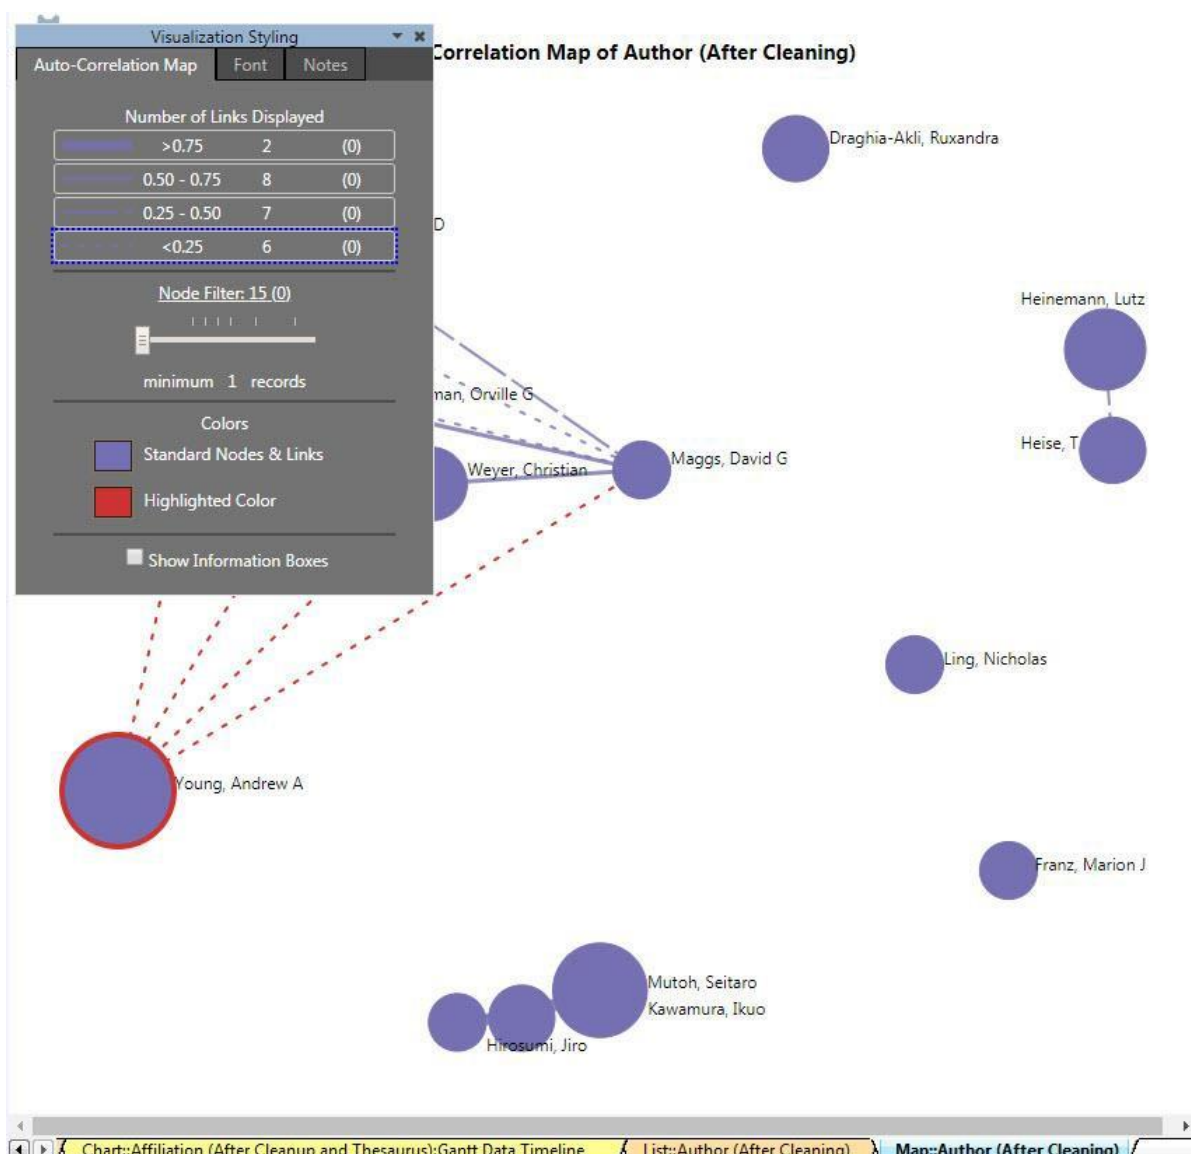 Visualization Styling
Correlation Map of Author (After Cleaning)
Auto-Correlation Map Font Notes
Number of Links Displayed
>0.75 2 (0)
0.50 - 0.75 8 (0)
0.25 - 0.50 7 (0)
<0.25 6 (0)
Node Filter: 15 (0)
minimum 1 records
Colors
Standard Nodes & Links
Highlighted Color
Show Information Boxes
Draghia-Akli, Ruxandra
D
Heinemann, Lutz
man, Orville G
Heise, T
Maggs, David G
Weyer, Christian
Ling, Nicholas
Young, Andrew A
Franz, Marion J
Mutoh, Seitaro
Kawamura, Ikuo
Hirosumi, Jiro
Chart::Affiliation (After Cleanup and Thesaurus):Gantt Data Timeline
List::Author (After Cleaning)
Map::Author (After Cleaning)